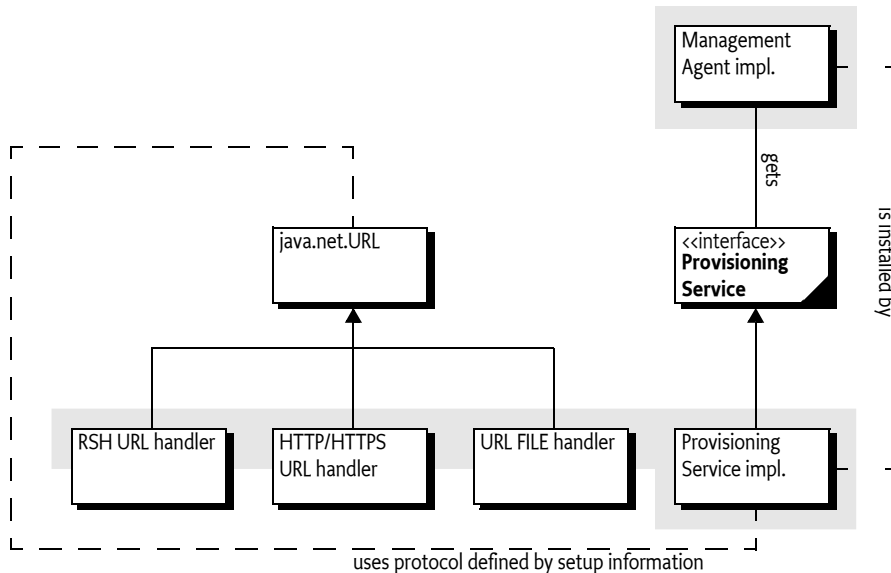 Management
Agent impl.
gets
java.net.URL
<<interface>>
Provisioning
Service
is installed by
RSH URL handler
HTTP/HTTPS
URL handler
URL FILE handler
Provisioning
Service impl.
uses protocol defined by setup information